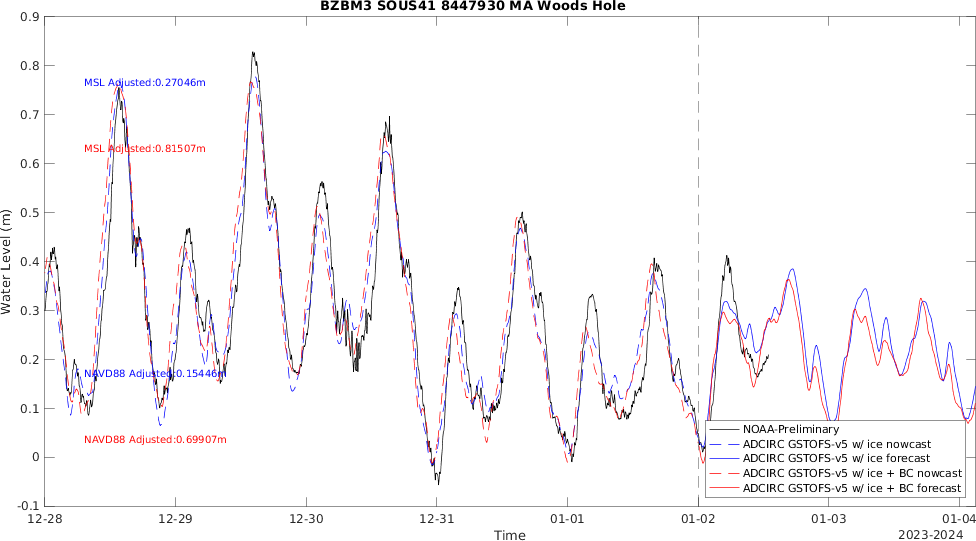 BZBM3 SOUS41 8447930 MA Woods Hole
0.9
0.8
0.7
0.6
0.5
0.4
0.3
0.2
0.1
0
-0.1
Water Level (m)
MSL Adjusted:0.27046m
MSL Adjusted:0.81507m
NAVD88 Adjusted:0.15446m
NAVD88 Adjusted:0.69907m
NOAA-Preliminary
ADCIRC GSTOFS-v5 w/ ice nowcast
ADCIRC GSTOFS-v5 w/ ice forecast
ADCIRC GSTOFS-v5 w/ ice + BC nowcast
ADCIRC GSTOFS-v5 w/ ice + BC forecast
12-28 12-29 12-30 12-31 01-01 01-02 01-03 01-04
Time
2023-2024